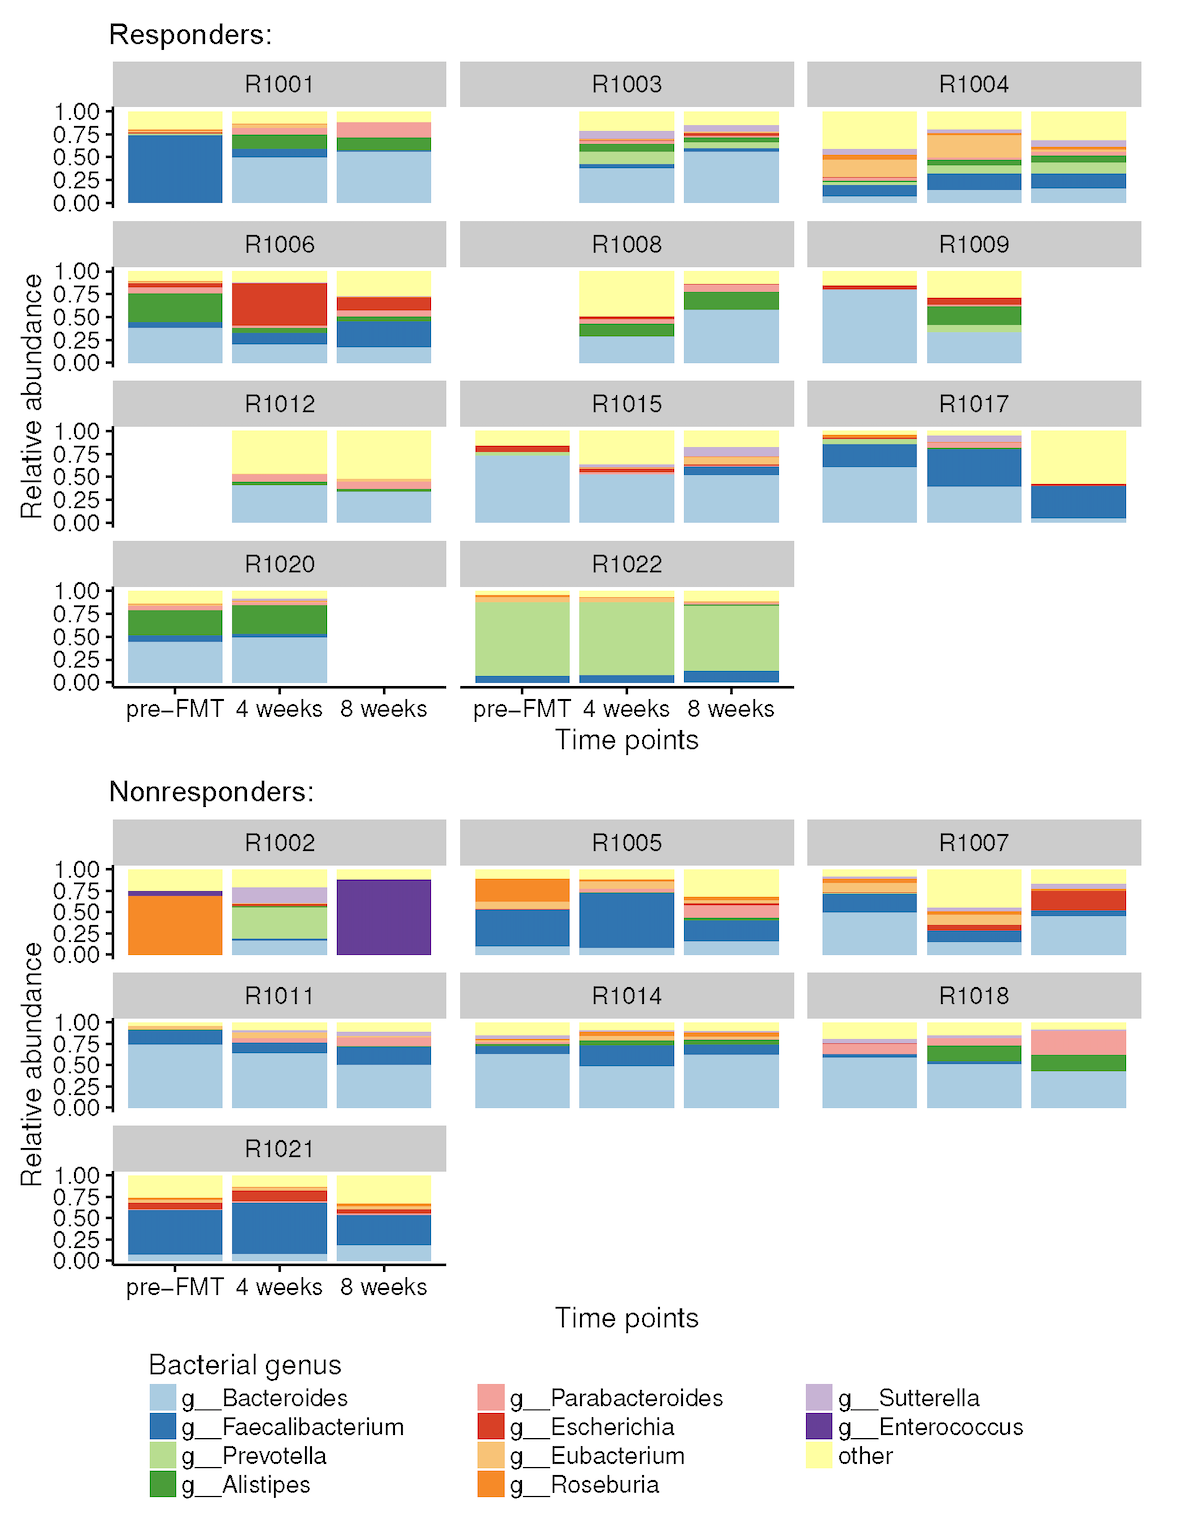 Responders:
R1001 R1003 R1004
1.00
0.75
0.50
0.25
0.00
R1006 R1008 R1009
1.00
0.75
0.50
0.25
0.00
Relative abundance
R1012 R1015 R1017
1.00
0.75
0.50
0.25
0.00
R1020 R1022
1.00
0.75
0.50
0.25
0.00
pre−FMT 4 weeks 8 weeks pre−FMT 4 weeks 8 weeks
Time points
Nonresponders:
R1002 R1005 R1007
1.00
0.75
0.50
0.25
0.00
Relative abundance
R1011 R1014 R1018
1.00
0.75
0.50
0.25
0.00
R1021
1.00
0.75
0.50
0.25
0.00
pre−FMT 4 weeks 8 weeks
Time points
Bacterial genus
g__Bacteroides g__Parabacteroides g__Sutterella
g__Faecalibacterium g__Escherichia g__Enterococcus
g__Prevotella g__Eubacterium other
g__Alistipes g__Roseburia